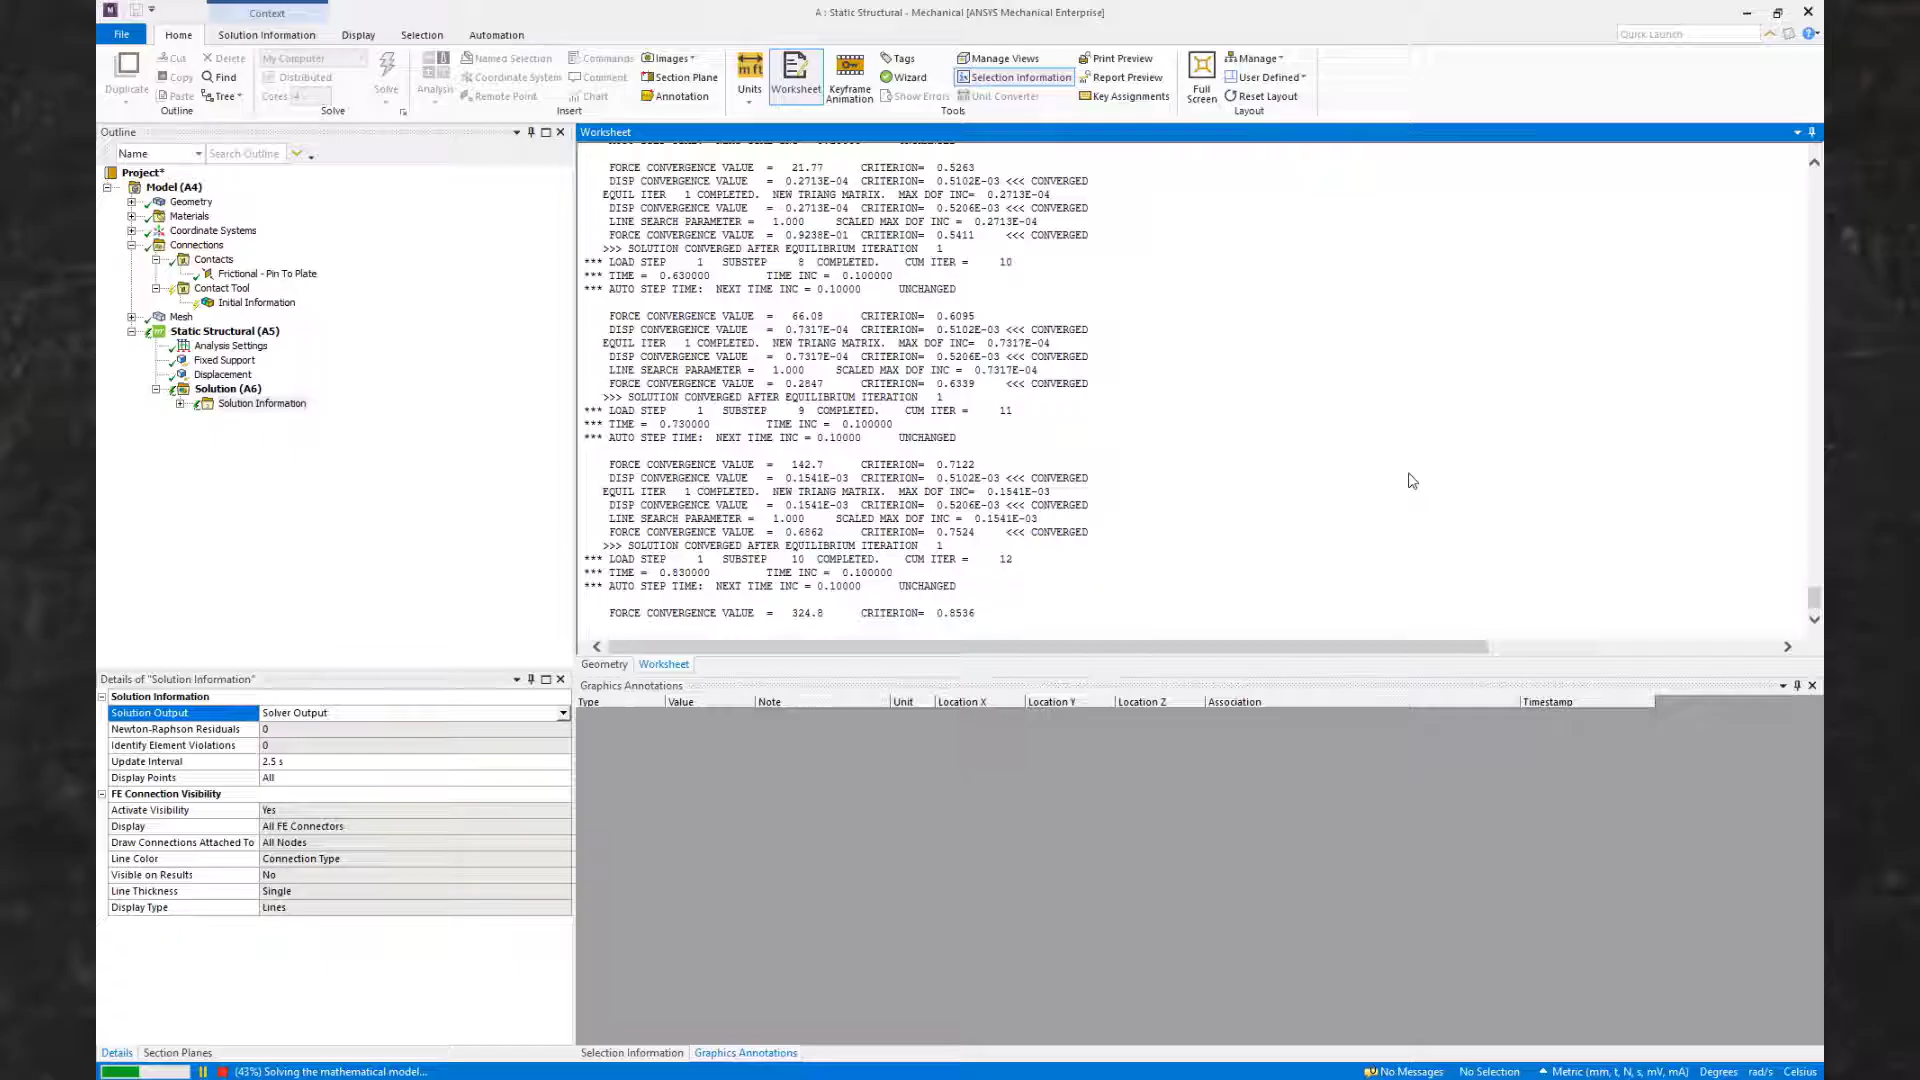 Context
A : Static Structural - Mechanical [ANSYS Mechanical Enterprise]
File Home Solution Information Display Selection Automation
Quick Launch
Duplicate
Cut Delete
Copy Find
Paste Tree
Outline
My Computer
Distributed
Cores 4
Solve
Solve
Analysis
Named Selection Commands Images
Coordinate System Comment Section Plane
Remote Point Chart Annotation
Insert
Units Worksheet Keyframe Animation
Tags Manage Views Print Preview
Wizard Selection Information Report Preview
Show Errors Unit Converter Key Assignments
Tools
Full Screen
Manage
User Defined
Reset Layout
Layout
Outline
Name Search Outline
Project*
Model (A4)
Geometry
Materials
Coordinate Systems
Connections
Contacts
Frictional - Pin To Plate
Contact Tool
Initial Information
Mesh
Static Structural (A5)
Analysis Settings
Fixed Support
Displacement
Solution (A6)
Solution Information
Worksheet
FORCE CONVERGENCE VALUE = 21.77 CRITERION= 0.5263
DISP CONVERGENCE VALUE = 0.2713E-04 CRITERION= 0.5102E-03 <<< CONVERGED
EQUIL ITER 1 COMPLETED. NEW TRIANG MATRIX. MAX DOF INC= 0.2713E-04
DISP CONVERGENCE VALUE = 0.2713E-04 CRITERION= 0.5206E-03 <<< CONVERGED
LINE SEARCH PARAMETER = 1.000 SCALED MAX DOF INC = 0.2713E-04
FORCE CONVERGENCE VALUE = 0.9238E-01 CRITERION= 0.5411 <<< CONVERGED
>>> SOLUTION CONVERGED AFTER EQUILIBRIUM ITERATION 1
*** LOAD STEP 1 SUBSTEP 8 COMPLETED. CUM ITER = 10
*** TIME = 0.630000 TIME INC = 0.100000
*** AUTO STEP TIME: NEXT TIME INC = 0.10000 UNCHANGED
FORCE CONVERGENCE VALUE = 66.08 CRITERION= 0.6095
DISP CONVERGENCE VALUE = 0.7317E-04 CRITERION= 0.5102E-03 <<< CONVERGED
EQUIL ITER 1 COMPLETED. NEW TRIANG MATRIX. MAX DOF INC= 0.7317E-04
DISP CONVERGENCE VALUE = 0.7317E-04 CRITERION= 0.5206E-03 <<< CONVERGED
LINE SEARCH PARAMETER = 1.000 SCALED MAX DOF INC = 0.7317E-04
FORCE CONVERGENCE VALUE = 0.2847 CRITERION= 0.6339 <<< CONVERGED
>>> SOLUTION CONVERGED AFTER EQUILIBRIUM ITERATION 1
*** LOAD STEP 1 SUBSTEP 9 COMPLETED. CUM ITER = 11
*** TIME = 0.730000 TIME INC = 0.100000
*** AUTO STEP TIME: NEXT TIME INC = 0.10000 UNCHANGED
FORCE CONVERGENCE VALUE = 142.7 CRITERION= 0.7122
DISP CONVERGENCE VALUE = 0.1541E-03 CRITERION= 0.5102E-03 <<< CONVERGED
EQUIL ITER 1 COMPLETED. NEW TRIANG MATRIX. MAX DOF INC= 0.1541E-03
DISP CONVERGENCE VALUE = 0.1541E-03 CRITERION= 0.5206E-03 <<< CONVERGED
LINE SEARCH PARAMETER = 1.000 SCALED MAX DOF INC = 0.1541E-03
FORCE CONVERGENCE VALUE = 0.6862 CRITERION= 0.7524 <<< CONVERGED
>>> SOLUTION CONVERGED AFTER EQUILIBRIUM ITERATION 1
*** LOAD STEP 1 SUBSTEP 10 COMPLETED. CUM ITER = 12
*** TIME = 0.830000 TIME INC = 0.100000
*** AUTO STEP TIME: NEXT TIME INC = 0.10000 UNCHANGED
FORCE CONVERGENCE VALUE = 324.8 CRITERION= 0.8536
Geometry Worksheet
Details of "Solution Information"
Solution Information
Solution Output Solver Output
Newton-Raphson Residuals 0
Identify Element Violations 0
Update Interval 2.5 s
Display Points All
FE Connection Visibility
Activate Visibility Yes
Display All FE Connectors
Draw Connections Attached To All Nodes
Line Color Connection Type
Visible on Results No
Line Thickness Single
Display Type Lines
Graphics Annotations
Type Value Note Unit Location X Location Y Location Z Association Timestamp
Details Section Planes
Selection Information Graphics Annotations
(43%) Solving the mathematical model... No Messages No Selection Metric (mm, t, N, s, mV, mA) Degrees rad/s Celsius